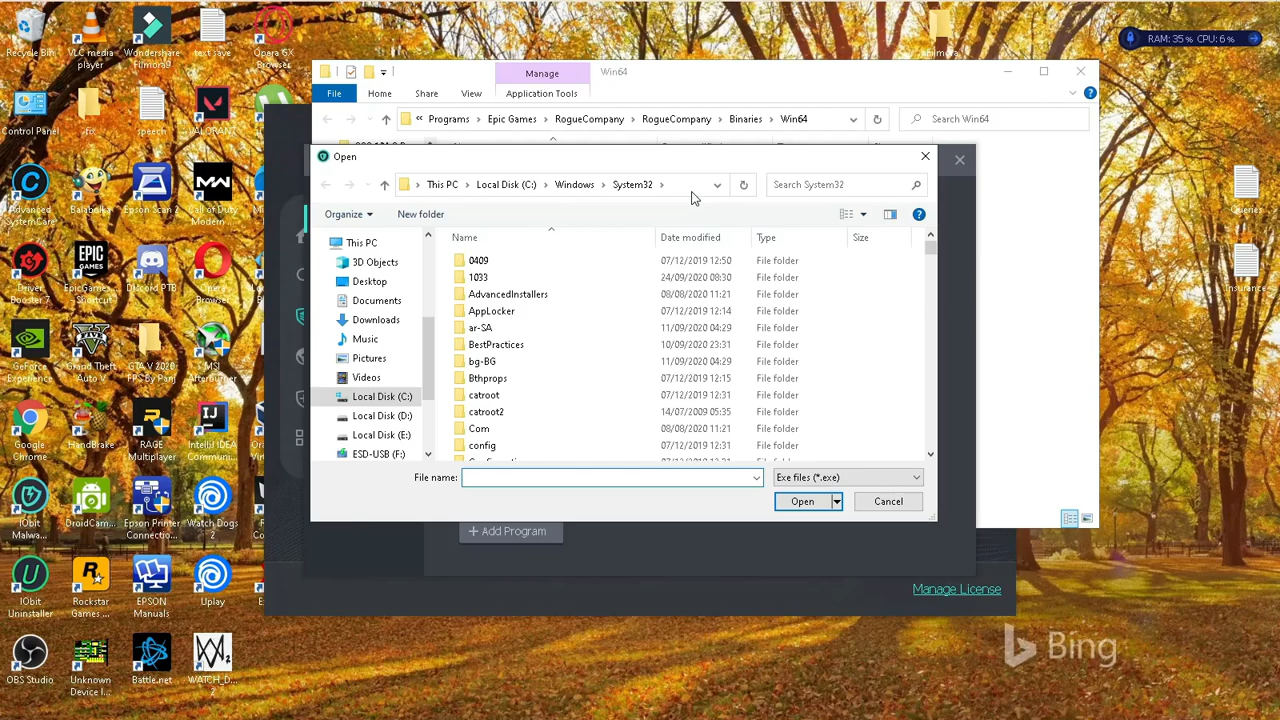 Recycle Bin
VLC media player
Wondershare Filmora9
text save
Opera GX Browser
Filmora
RAM: 35% CPU: 6%
Control Panel
fix
speech
VALORANT
Advanced SystemCare
Balabolka
Epson Scan 2
Call of Duty Modern ...
Driver Booster 7
EpicGames - Shortcut
Discord PTB
Opera Browser
GeForce Experience
Grand Theft Auto V
GTA V 2020 FPS By Panj
MSI Afterburner
Google Chrome
HandBrake
RAGE Multiplayer
IntelliJ IDEA
IObit Malwa...
DroidCam...
Epson Printer Connectio...
Watch Dogs 2
IObit Uninstaller
Rockstar Games ...
EPSON Manuals
Uplay
OBS Studio
Unknown Device I...
Battle.net
WATCH_D... 2
Queries
Insurance
Manage
Win64
File
Home
Share
View
Application Tools
« Programs > Epic Games > RogueCompany > RogueCompany > Binaries > Win64
Search Win64
Open
This PC > Local Disk (C:) > Windows > System32 >
Search System32
Organize
New folder
This PC
3D Objects
Desktop
Documents
Downloads
Music
Pictures
Videos
Local Disk (C:)
Local Disk (D:)
Local Disk (E:)
ESD-USB (F:)
Name Date modified Type Size
0409 07/12/2019 12:50 File folder
1033 24/09/2020 08:30 File folder
AdvancedInstallers 08/08/2020 11:21 File folder
AppLocker 07/12/2019 12:14 File folder
ar-SA 11/09/2020 04:29 File folder
BestPractices 10/09/2020 23:31 File folder
bg-BG 11/09/2020 04:29 File folder
Bthprops 07/12/2019 12:15 File folder
catroot 07/12/2019 12:31 File folder
catroot2 14/07/2009 05:35 File folder
Com 08/08/2020 11:21 File folder
config 07/12/2019 12:31 File folder
File name:
Exe files (*.exe)
Open
Cancel
+ Add Program
Manage License
Bing